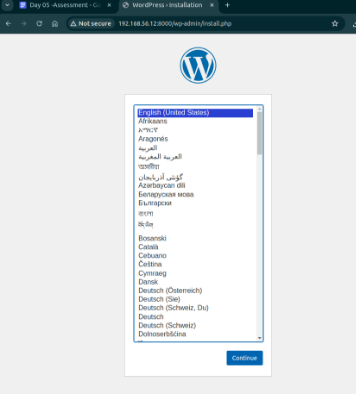 Day 05 -Assessment - G
WordPress › Installation
Not secure 192.168.56.12:8000/wp-admin/install.php
English (United States)
Afrikaans
አማርኛ
Aragonés
العربية
العربية المغربية
অসমীয়া
گؤنئی آذربایجان
Azərbaycan dili
Беларуская мова
Български
বাংলা
བོད་ཡིག
Bosanski
Català
Cebuano
Čeština
Cymraeg
Dansk
Deutsch (Österreich)
Deutsch (Sie)
Deutsch (Schweiz, Du)
Deutsch
Deutsch (Schweiz)
Dolnoserbšćina
Continue